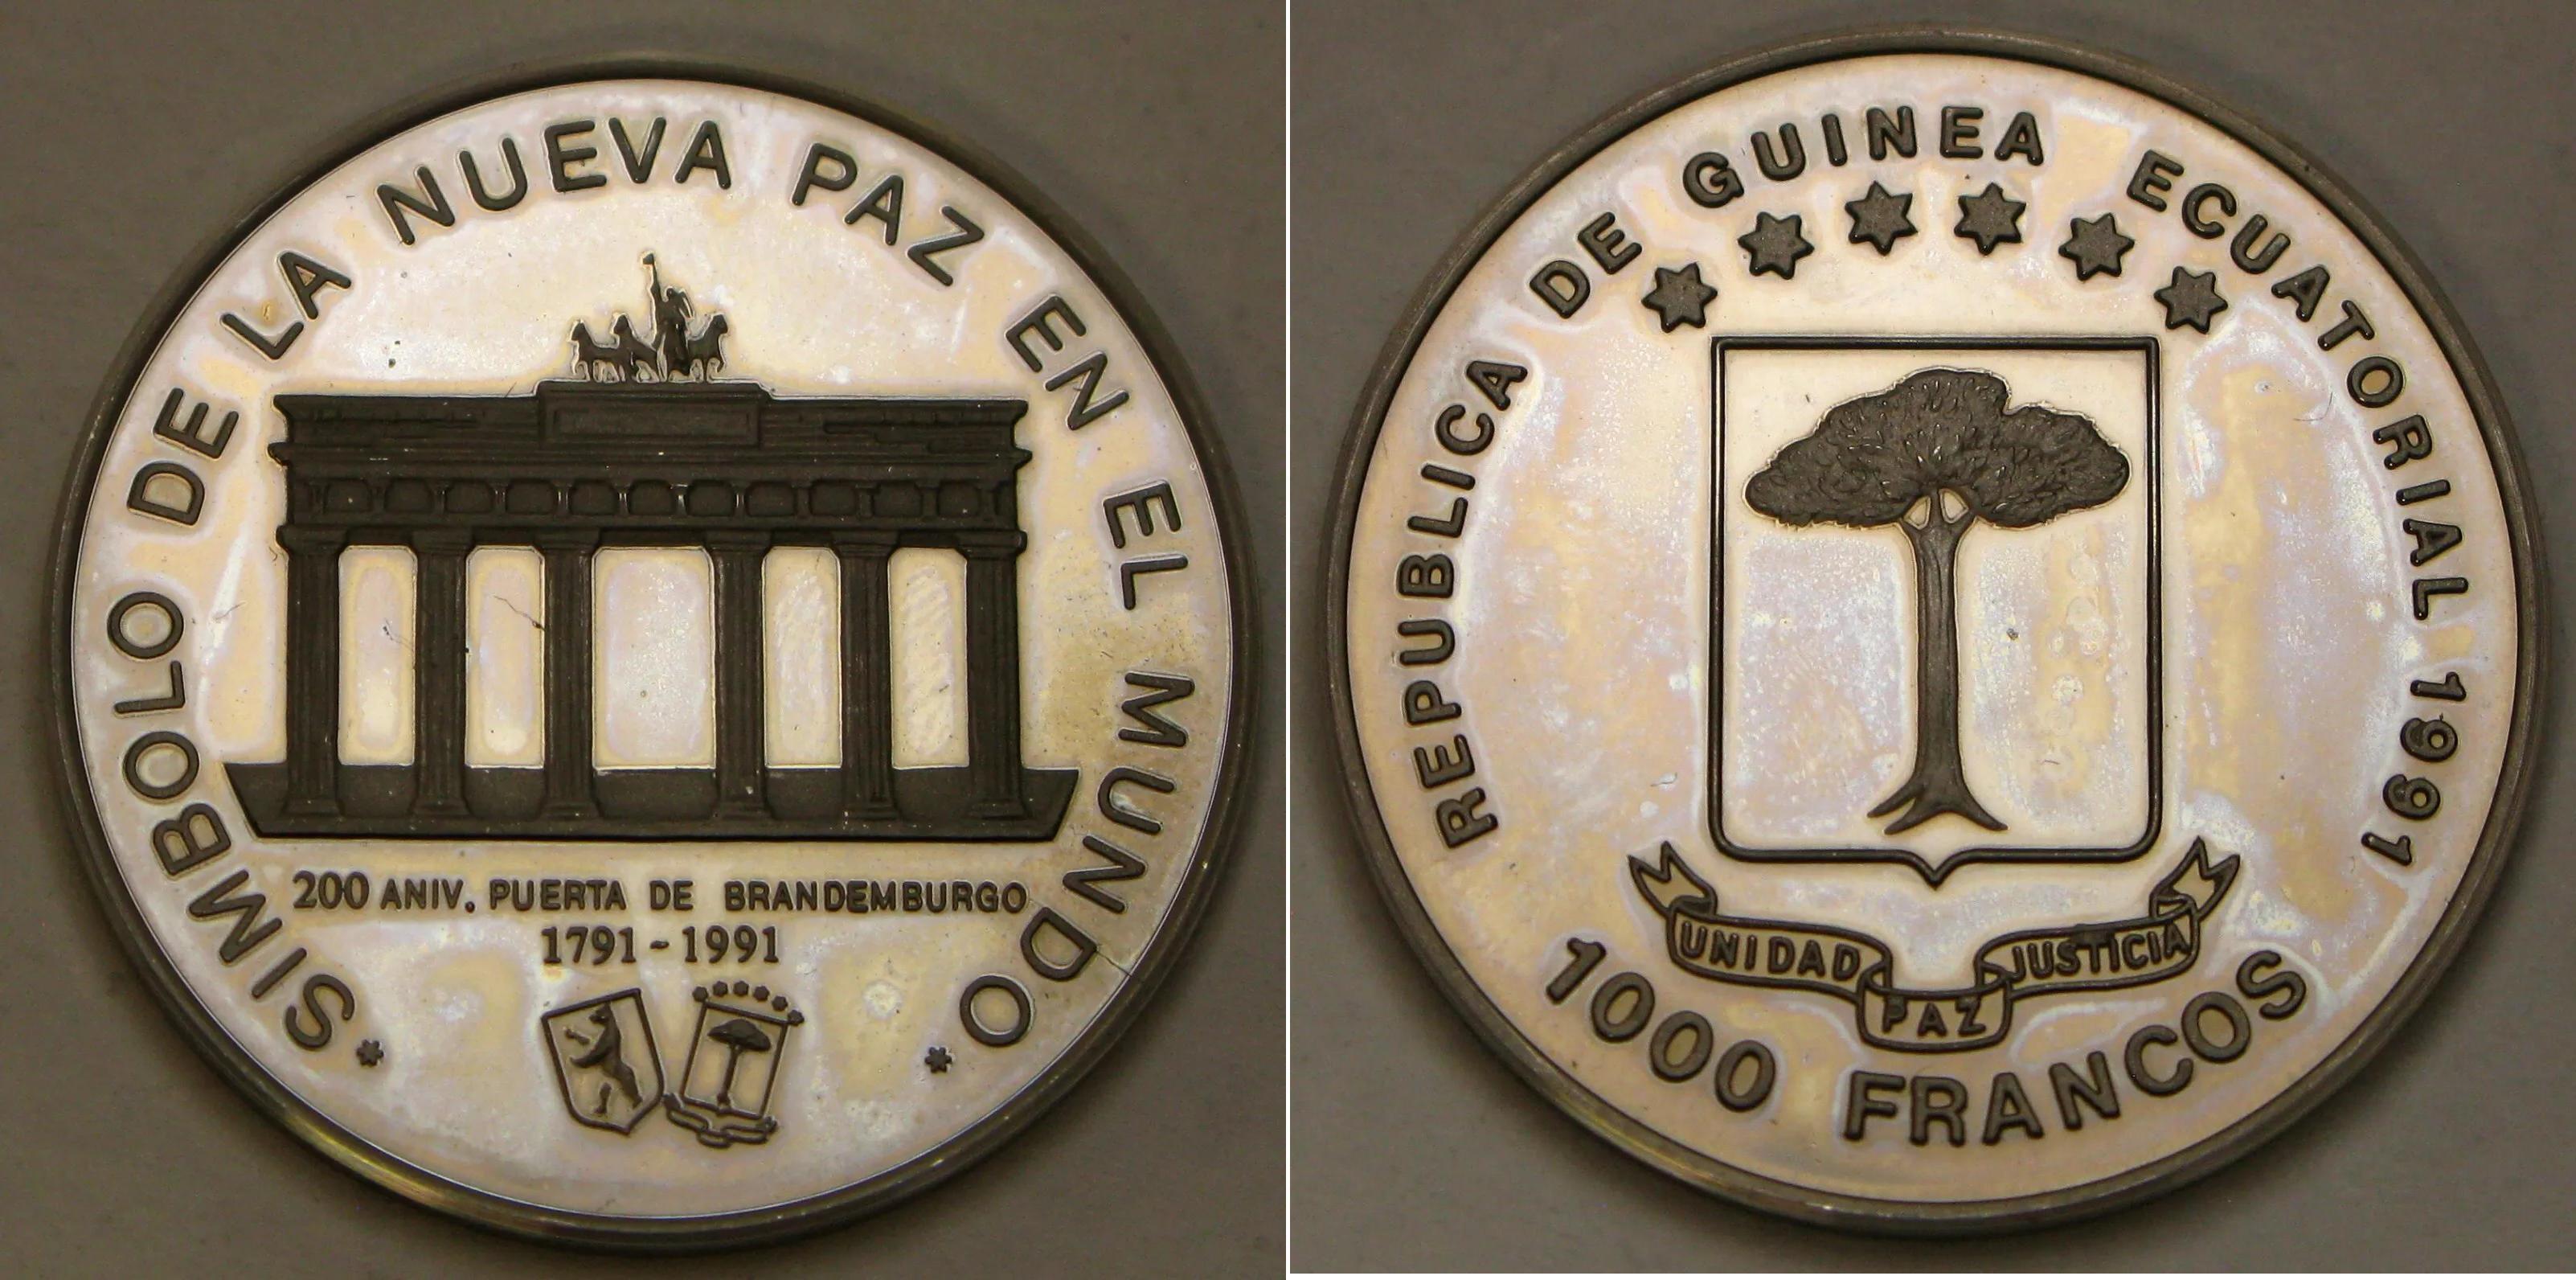 SIMBOLO DE LA NUEVA PAZ EN EL MUNDO
200 ANIV. PUERTA DE BRANDEMBURGO
1791-1991
REPUBLICA DE GUINEA ECUATORIAL 1991
UNIDAD PAZ JUSTICIA
1000 FRANCOS